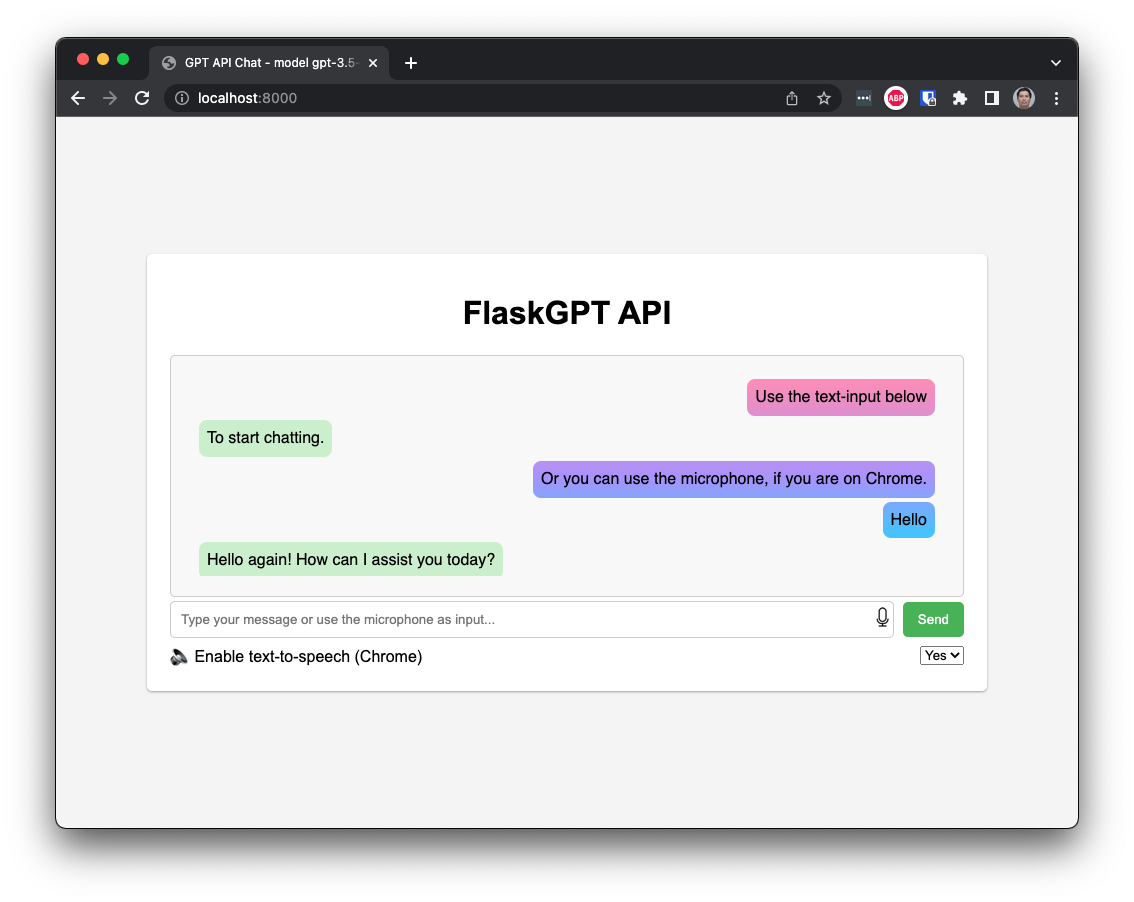 GPT API Chat - model gpt-3.5-
localhost:8000
ABP
FlaskGPT API
Use the text-input below
To start chatting.
Or you can use the microphone, if you are on Chrome.
Hello
Hello again! How can I assist you today?
Type your message or use the microphone as input...
Send
Enable text-to-speech (Chrome)
Yes